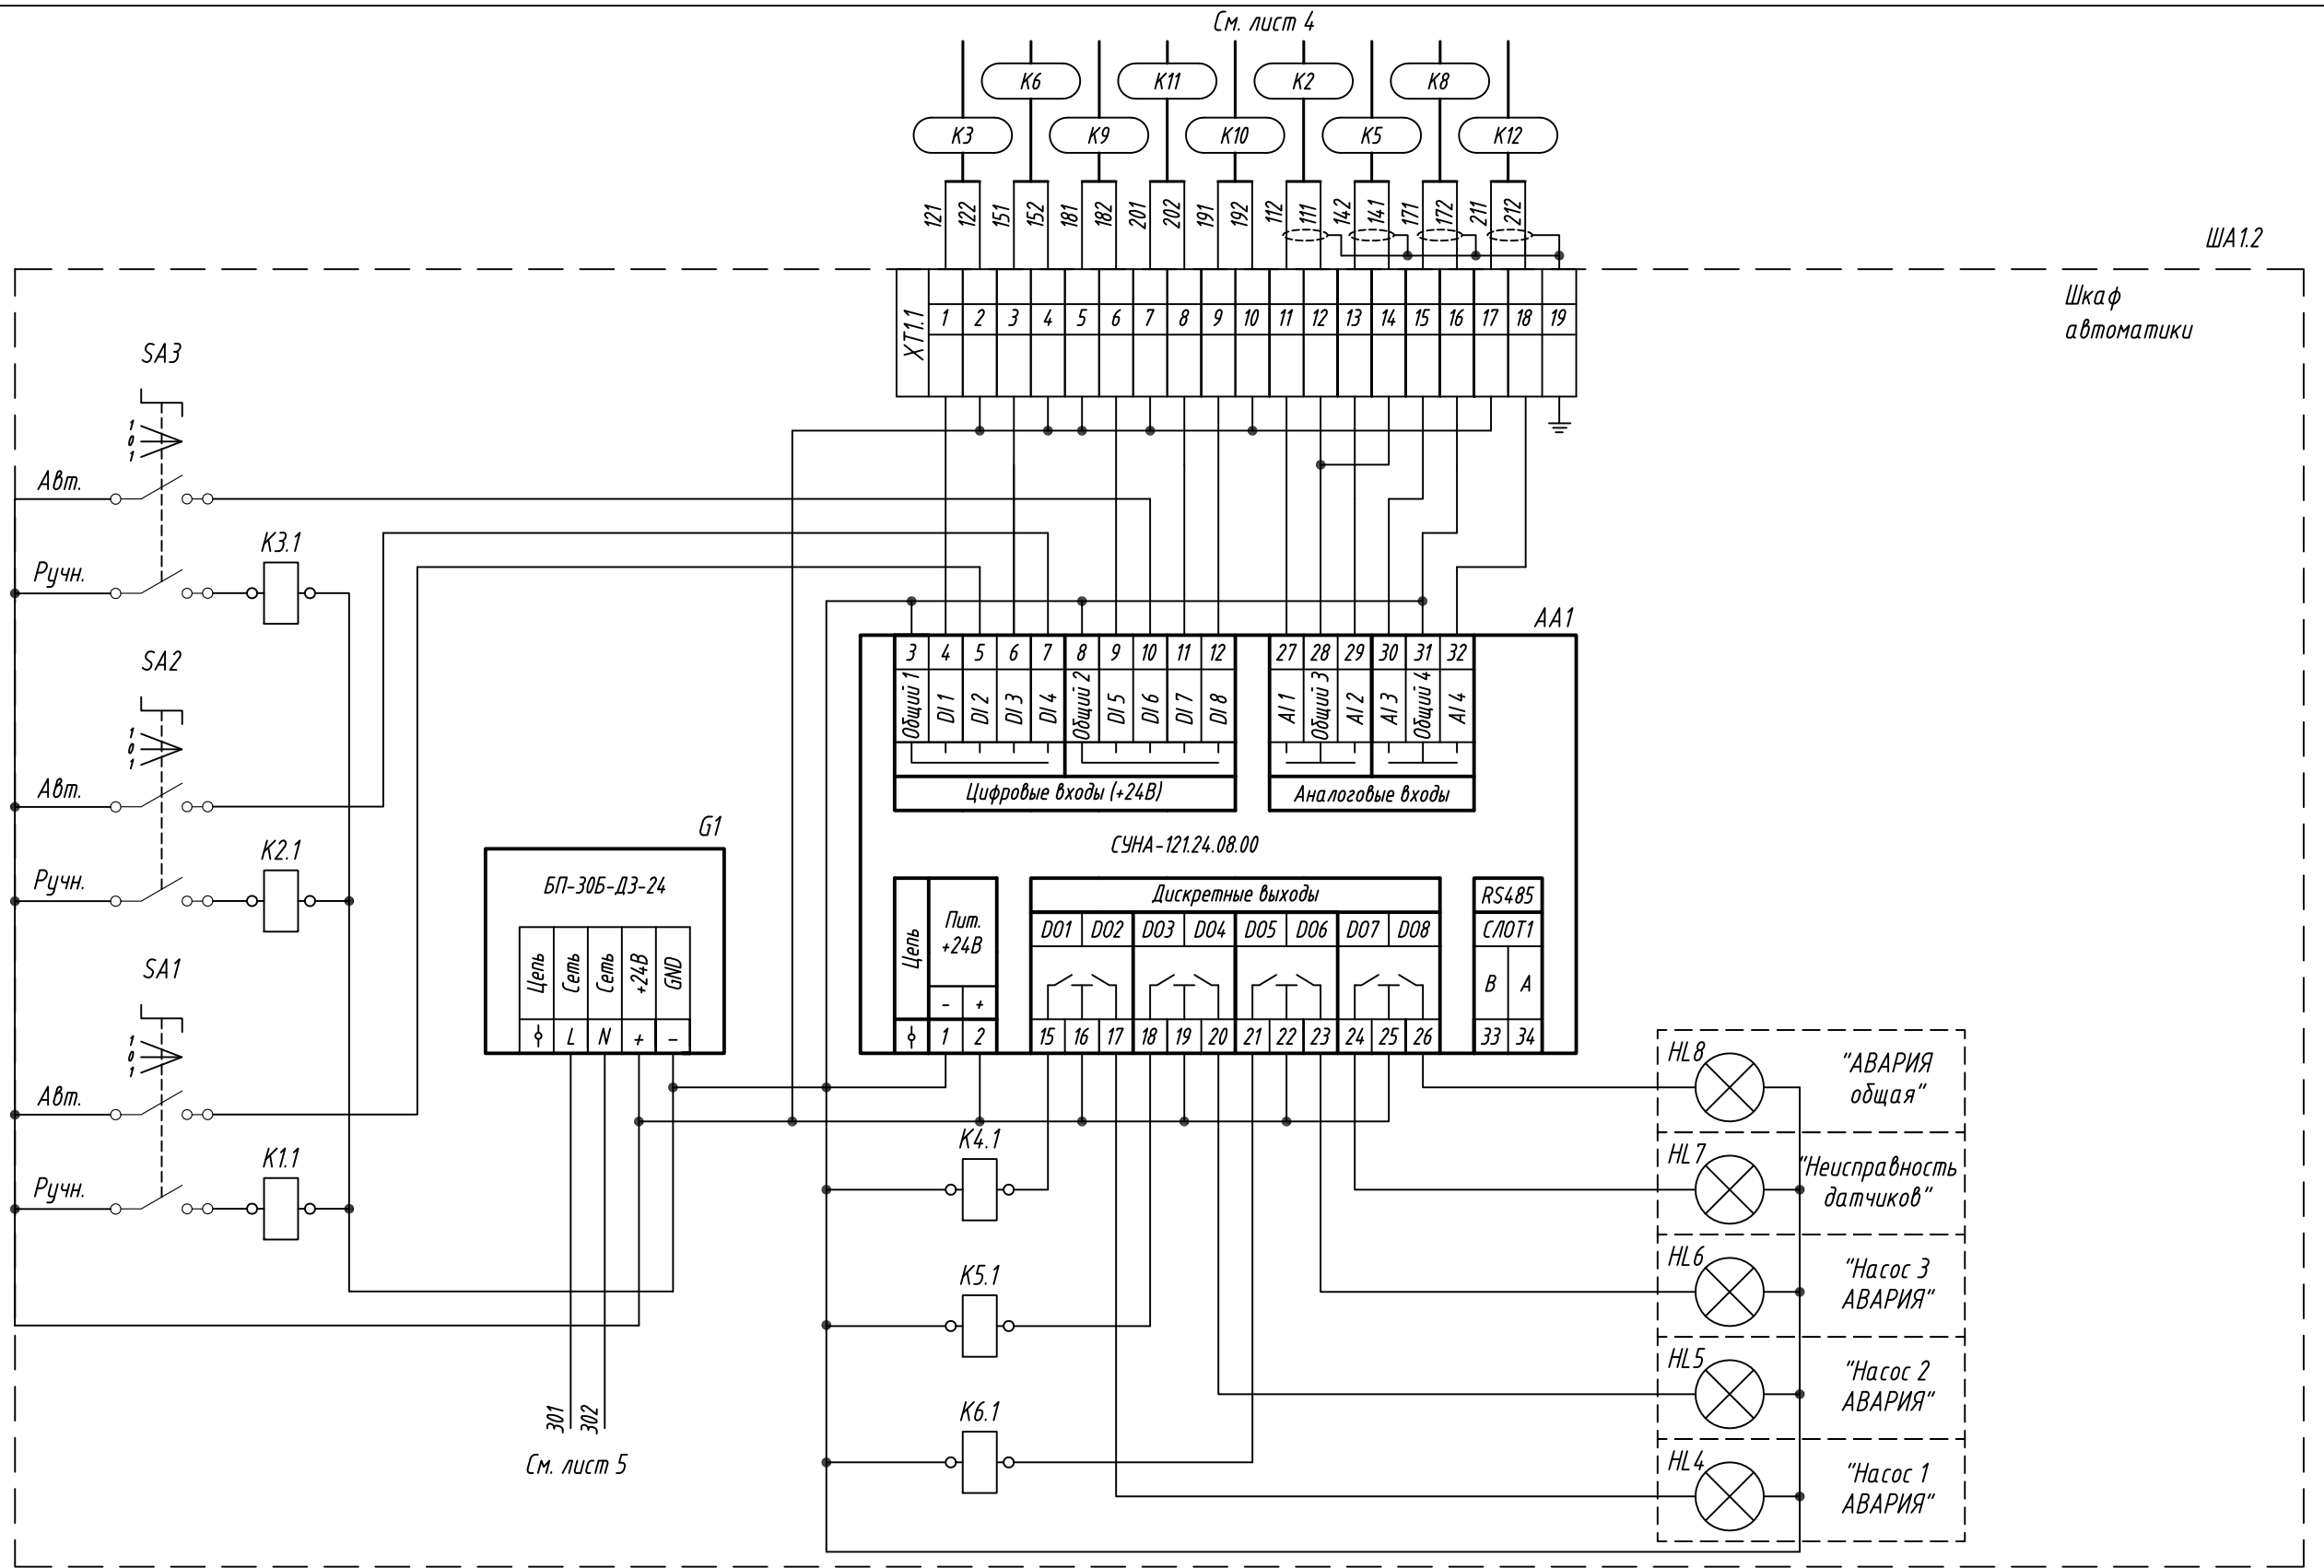 См. лист 4
К6
К11
К2
К8
К3
К9
К10
К5
К12
121
122
151
152
181
182
201
202
191
192
112
111
142
141
171
172
211
212
ША1.2
Шкаф
автоматики
XT1.1
1
2
3
4
5
6
7
8
9
10
11
12
13
14
15
16
17
18
19
SA3
1
0
1
Авт.
К3.1
Ручн.
SA2
1
0
1
Авт.
К2.1
Ручн.
SA1
1
0
1
Авт.
К1.1
Ручн.
G1
БП-30Б-Д3-24
Цепь
Сеть
Сеть
+24В
GND
L
N
+
-
301
302
См. лист 5
АА1
3
4
5
6
7
8
9
10
11
12
27
28
29
30
31
32
Общий 1
DI 1
DI 2
DI 3
DI 4
Общий 2
DI 5
DI 6
DI 7
DI 8
AI 1
Общий 3
AI 2
AI 3
Общий 4
AI 4
Цифровые входы (+24В)
Аналоговые входы
СУНА-121.24.08.00
Цепь
Пит.
+24В
-
+
1
2
Дискретные выходы
DO1
DO2
DO3
DO4
DO5
DO6
DO7
DO8
15
16
17
18
19
20
21
22
23
24
25
26
RS485
СЛОТ1
B
A
33
34
К4.1
К5.1
К6.1
HL8
"АВАРИЯ
общая"
HL7
"Неисправность
датчиков"
HL6
"Насос 3
АВАРИЯ"
HL5
"Насос 2
АВАРИЯ"
HL4
"Насос 1
АВАРИЯ"